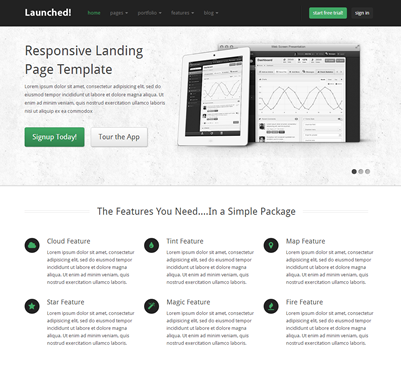 Launched!
home pages portfolio features blog
start free trial! sign in
Responsive Landing
Page Template
Lorem ipsum dolor sit amet, consectetur adipisicing elit, sed do
eiusmod tempor incididunt ut labore et dolore magna aliqua. Ut
enim ad minim veniam, quis nostrud exercitation ullamco laboris
nisi ut aliquip ex ea commodo
Signup Today!
Tour the App
Dashboard
The Features You Need....In a Simple Package
Cloud Feature
Lorem ipsum dolor sit amet, consectetur
adipisicing elit, sed do eiusmod tempor
incididunt ut labore et dolore magna
aliqua. Ut enim ad minim veniam, quis
nostrud exercitation ullamco laboris.
Tint Feature
Lorem ipsum dolor sit amet, consectetur
adipisicing elit, sed do eiusmod tempor
incididunt ut labore et dolore magna
aliqua. Ut enim ad minim veniam, quis
nostrud exercitation ullamco laboris.
Map Feature
Lorem ipsum dolor sit amet, consectetur
adipisicing elit, sed do eiusmod tempor
incididunt ut labore et dolore magna
aliqua. Ut enim ad minim veniam, quis
nostrud exercitation ullamco laboris.
Star Feature
Lorem ipsum dolor sit amet, consectetur
adipisicing elit, sed do eiusmod tempor
incididunt ut labore et dolore magna
aliqua. Ut enim ad minim veniam, quis
nostrud exercitation ullamco laboris.
Magic Feature
Lorem ipsum dolor sit amet, consectetur
adipisicing elit, sed do eiusmod tempor
incididunt ut labore et dolore magna
aliqua. Ut enim ad minim veniam, quis
nostrud exercitation ullamco laboris.
Fire Feature
Lorem ipsum dolor sit amet, consectetur
adipisicing elit, sed do eiusmod tempor
incididunt ut labore et dolore magna
aliqua. Ut enim ad minim veniam, quis
nostrud exercitation ullamco laboris.